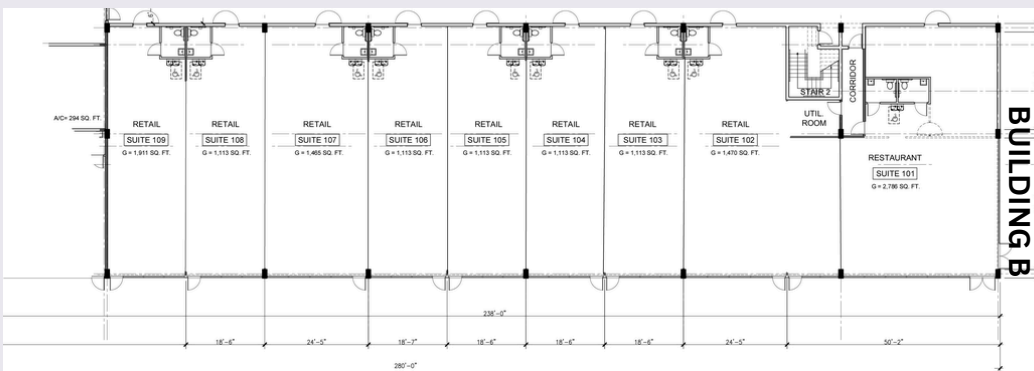 RETAIL
SUITE 109
G = 1,911 SQ. FT.
RETAIL
SUITE 108
G = 1,113 SQ. FT.
RETAIL
SUITE 107
G = 1,465 SQ. FT.
RETAIL
SUITE 106
G = 1,113 SQ. FT.
RETAIL
SUITE 105
G = 1,113 SQ. FT.
RETAIL
SUITE 104
G = 1,113 SQ. FT.
RETAIL
SUITE 103
G = 1,113 SQ. FT.
RETAIL
SUITE 102
G = 1,470 SQ. FT.
STAIR 2
UTIL.
ROOM
CORRIDOR
RESTAURANT
SUITE 101
G = 2,786 SQ. FT.
BUILDING B
A/C= 294 SQ. FT.
238'-0"
18'-6"
24'-5"
18'-7"
18'-6"
18'-6"
18'-6"
24'-5"
50'-2"
280'-0"